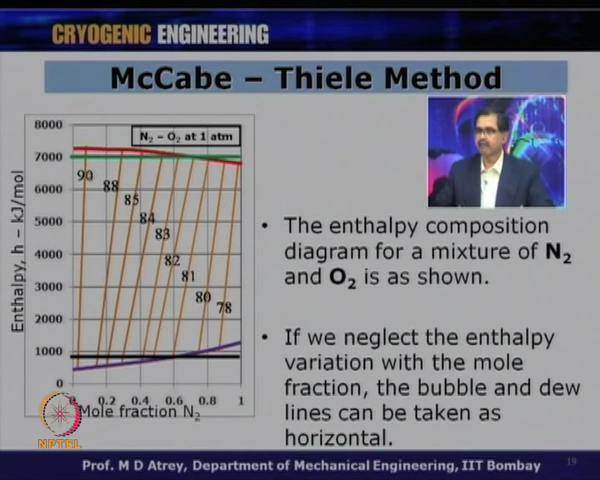 CRYOGENIC ENGINEERING
McCabe – Thiele Method
8000
7000
6000
5000
4000
3000
2000
1000
0
Enthalpy, h – kJ/mol
N₂ – O₂ at 1 atm
90
88
85
84
83
82
81
80
78
0 0.2 0.4 0.6 0.8 1
Mole fraction N₂
• The enthalpy composition
diagram for a mixture of N₂
and O₂ is as shown.
• If we neglect the enthalpy
variation with the mole
fraction, the bubble and dew
lines can be taken as
horizontal.
NPTEL
Prof. M D Atrey, Department of Mechanical Engineering, IIT Bombay
19